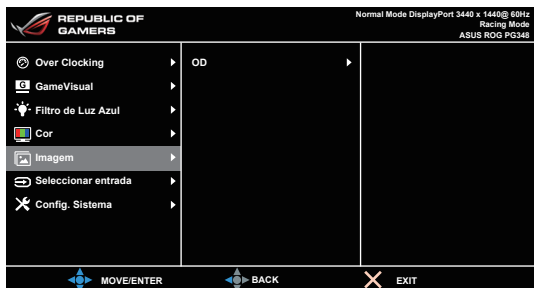 REPUBLIC OF
GAMERS
Normal Mode DisplayPort 3440 x 1440@ 60Hz
Racing Mode
ASUS ROG PG348
Over Clocking
OD
G GameVisual
Filtro de Luz Azul
Cor
Imagem
Seleccionar entrada
Config. Sistema
MOVE/ENTER
BACK
EXIT